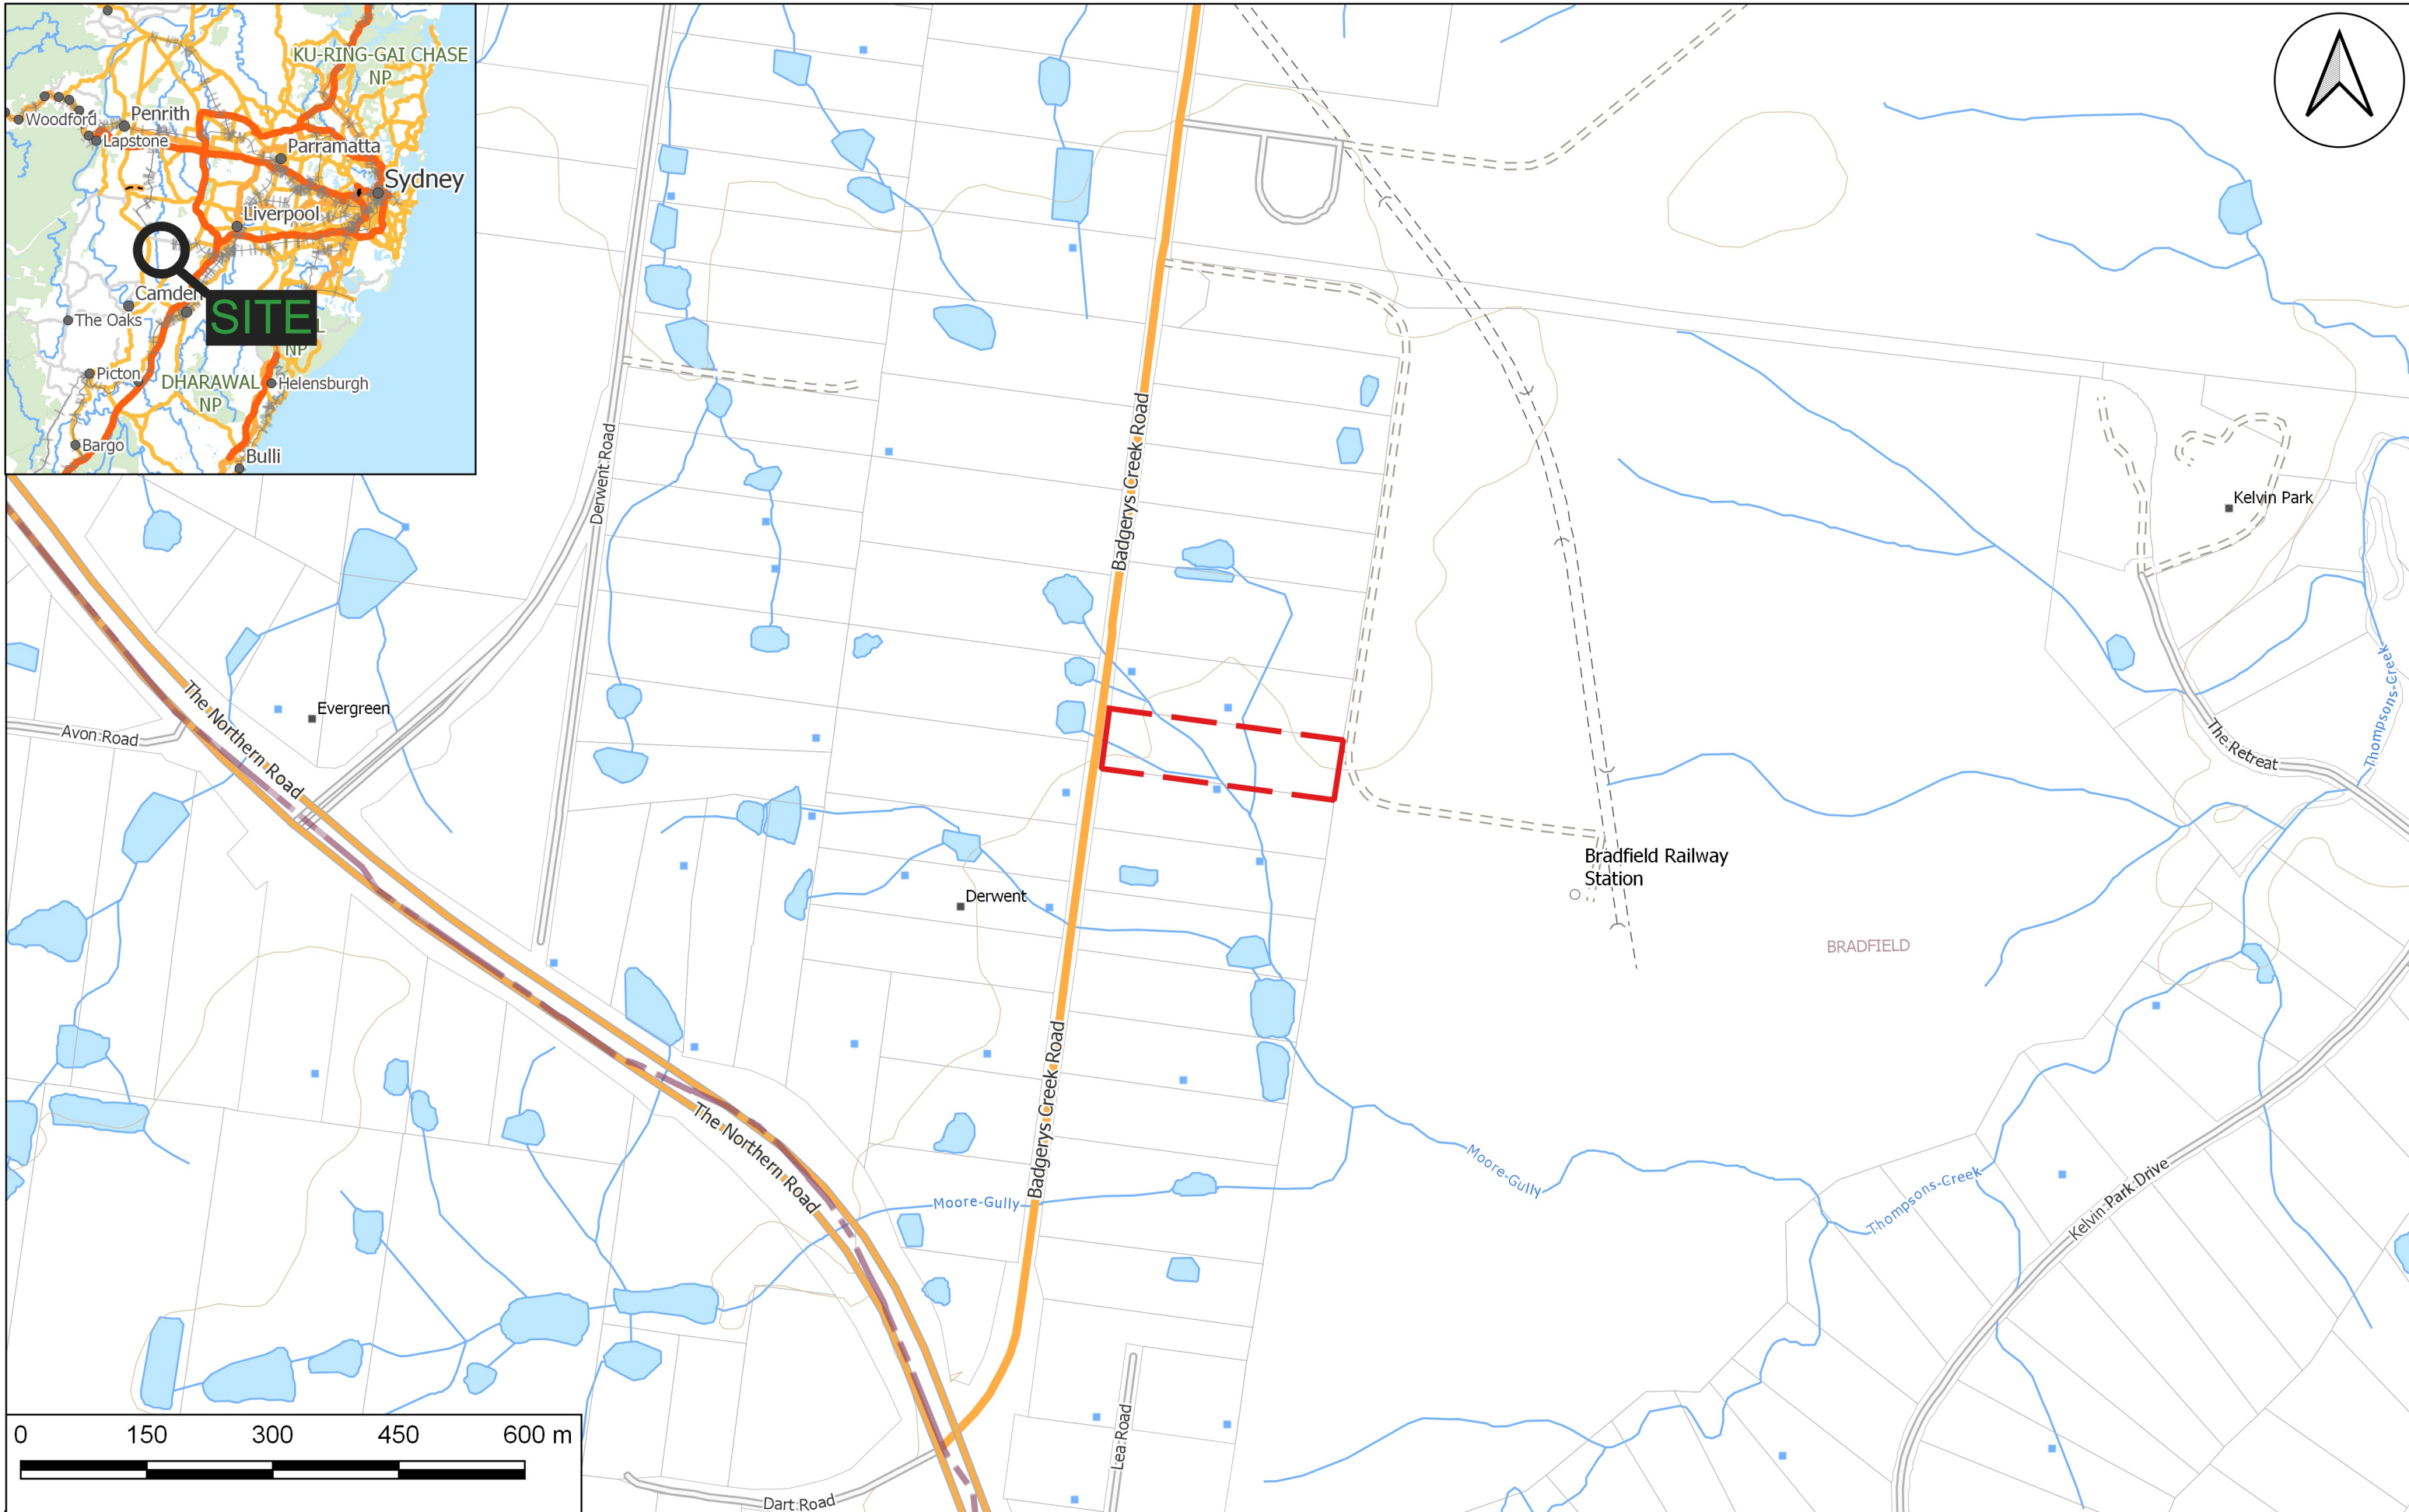 KU-RING-GAI CHASE
NP
Woodford
Penrith
Lapstone
Parramatta
Sydney
Liverpool
Camden
SITE
L
NP
The Oaks
Picton
DHARAWAL
NP
Helensburgh
Bargo
Bulli
Derwent Road
Badgerys Creek Road
Kelvin Park
Thompsons-Creek
The Retreat
Evergreen
Avon Road
The Northern Road
Bradfield Railway
Station
Derwent
BRADFIELD
Badgerys Creek Road
The Northern Road
Moore-Gully
Moore-Gully
Thompsons-Creek
Kelvin Park Drive
Lea Road
Dart Road
0 150 300 450 600 m